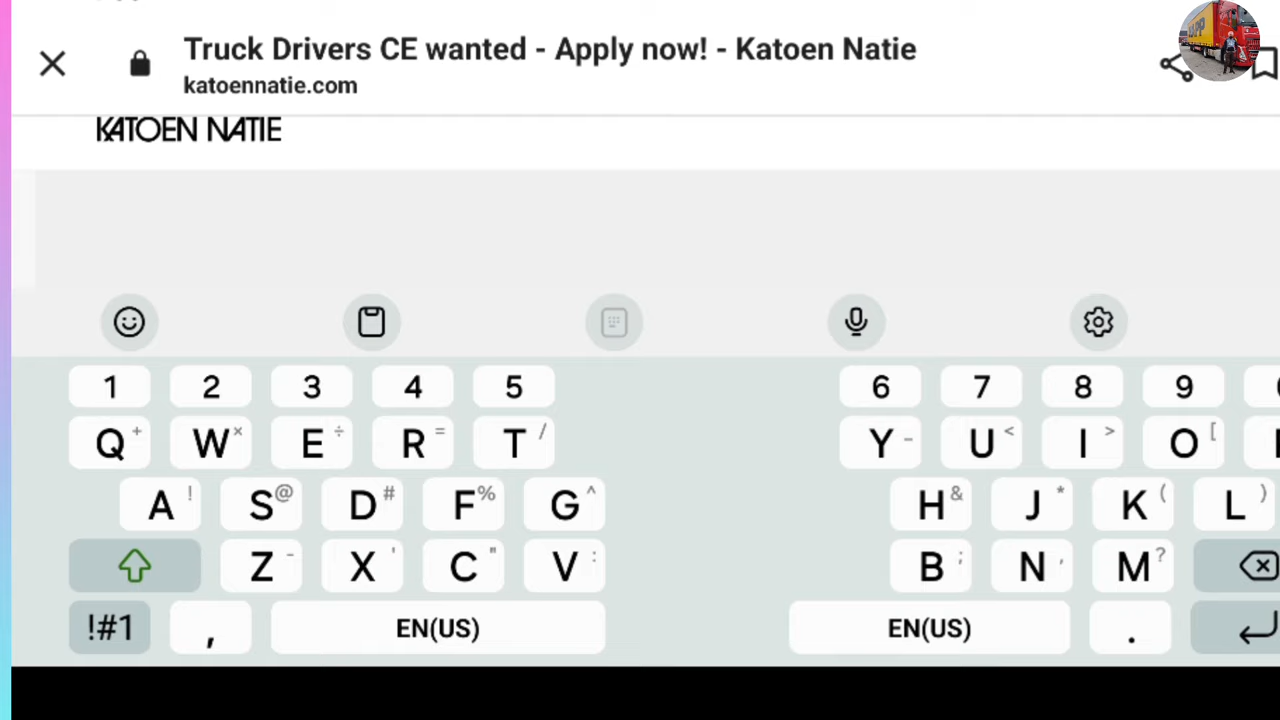 Truck Drivers CE wanted - Apply now! - Katoen Natie
katoennatie.com
KATOEN NATIE
1 2 3 4 5 6 7 8 9
Q + W × E ÷ R = T / Y - U < I > O [
A ! S @ D # F % G ^ H & J * K ( L )
Z - X ' C " V : B ; N , M ?
!#1 , EN(US) EN(US) .